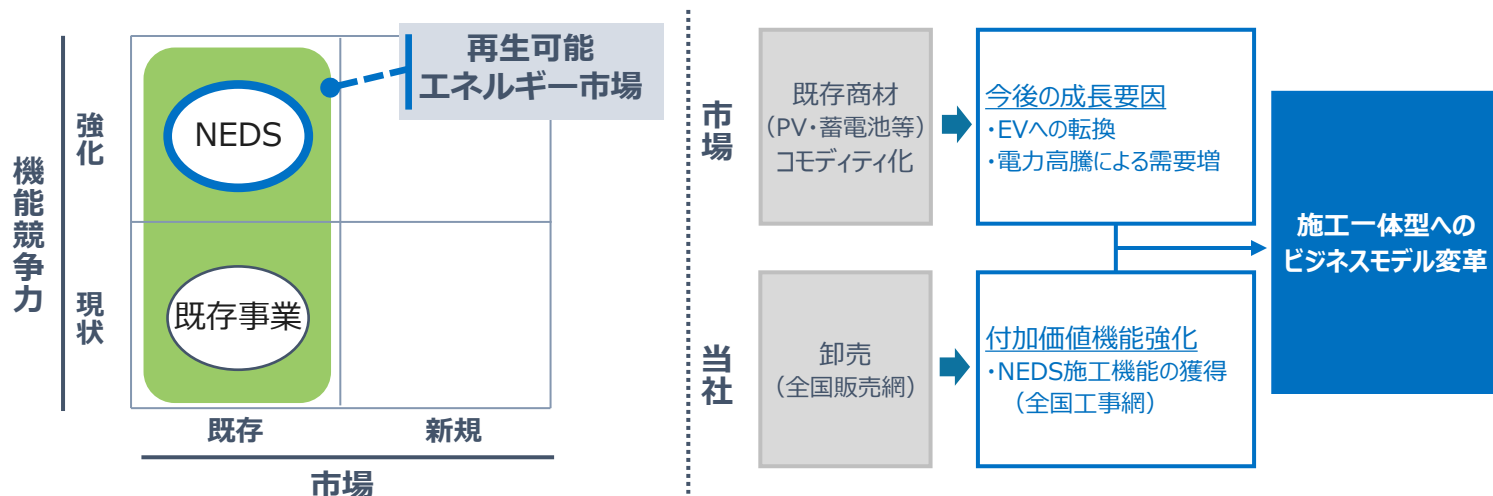 機能競争力
強化
現状
NEDS
既存事業
再生可能
エネルギー市場
既存
新規
市場
市場
既存商材
（PV・蓄電池等）
コモディティ化
今後の成長要因
・EVへの転換
・電力高騰による需要増
当社
卸売
（全国販売網）
付加価値機能強化
・NEDS施工機能の獲得
（全国工事網）
施工一体型への
ビジネスモデル変革